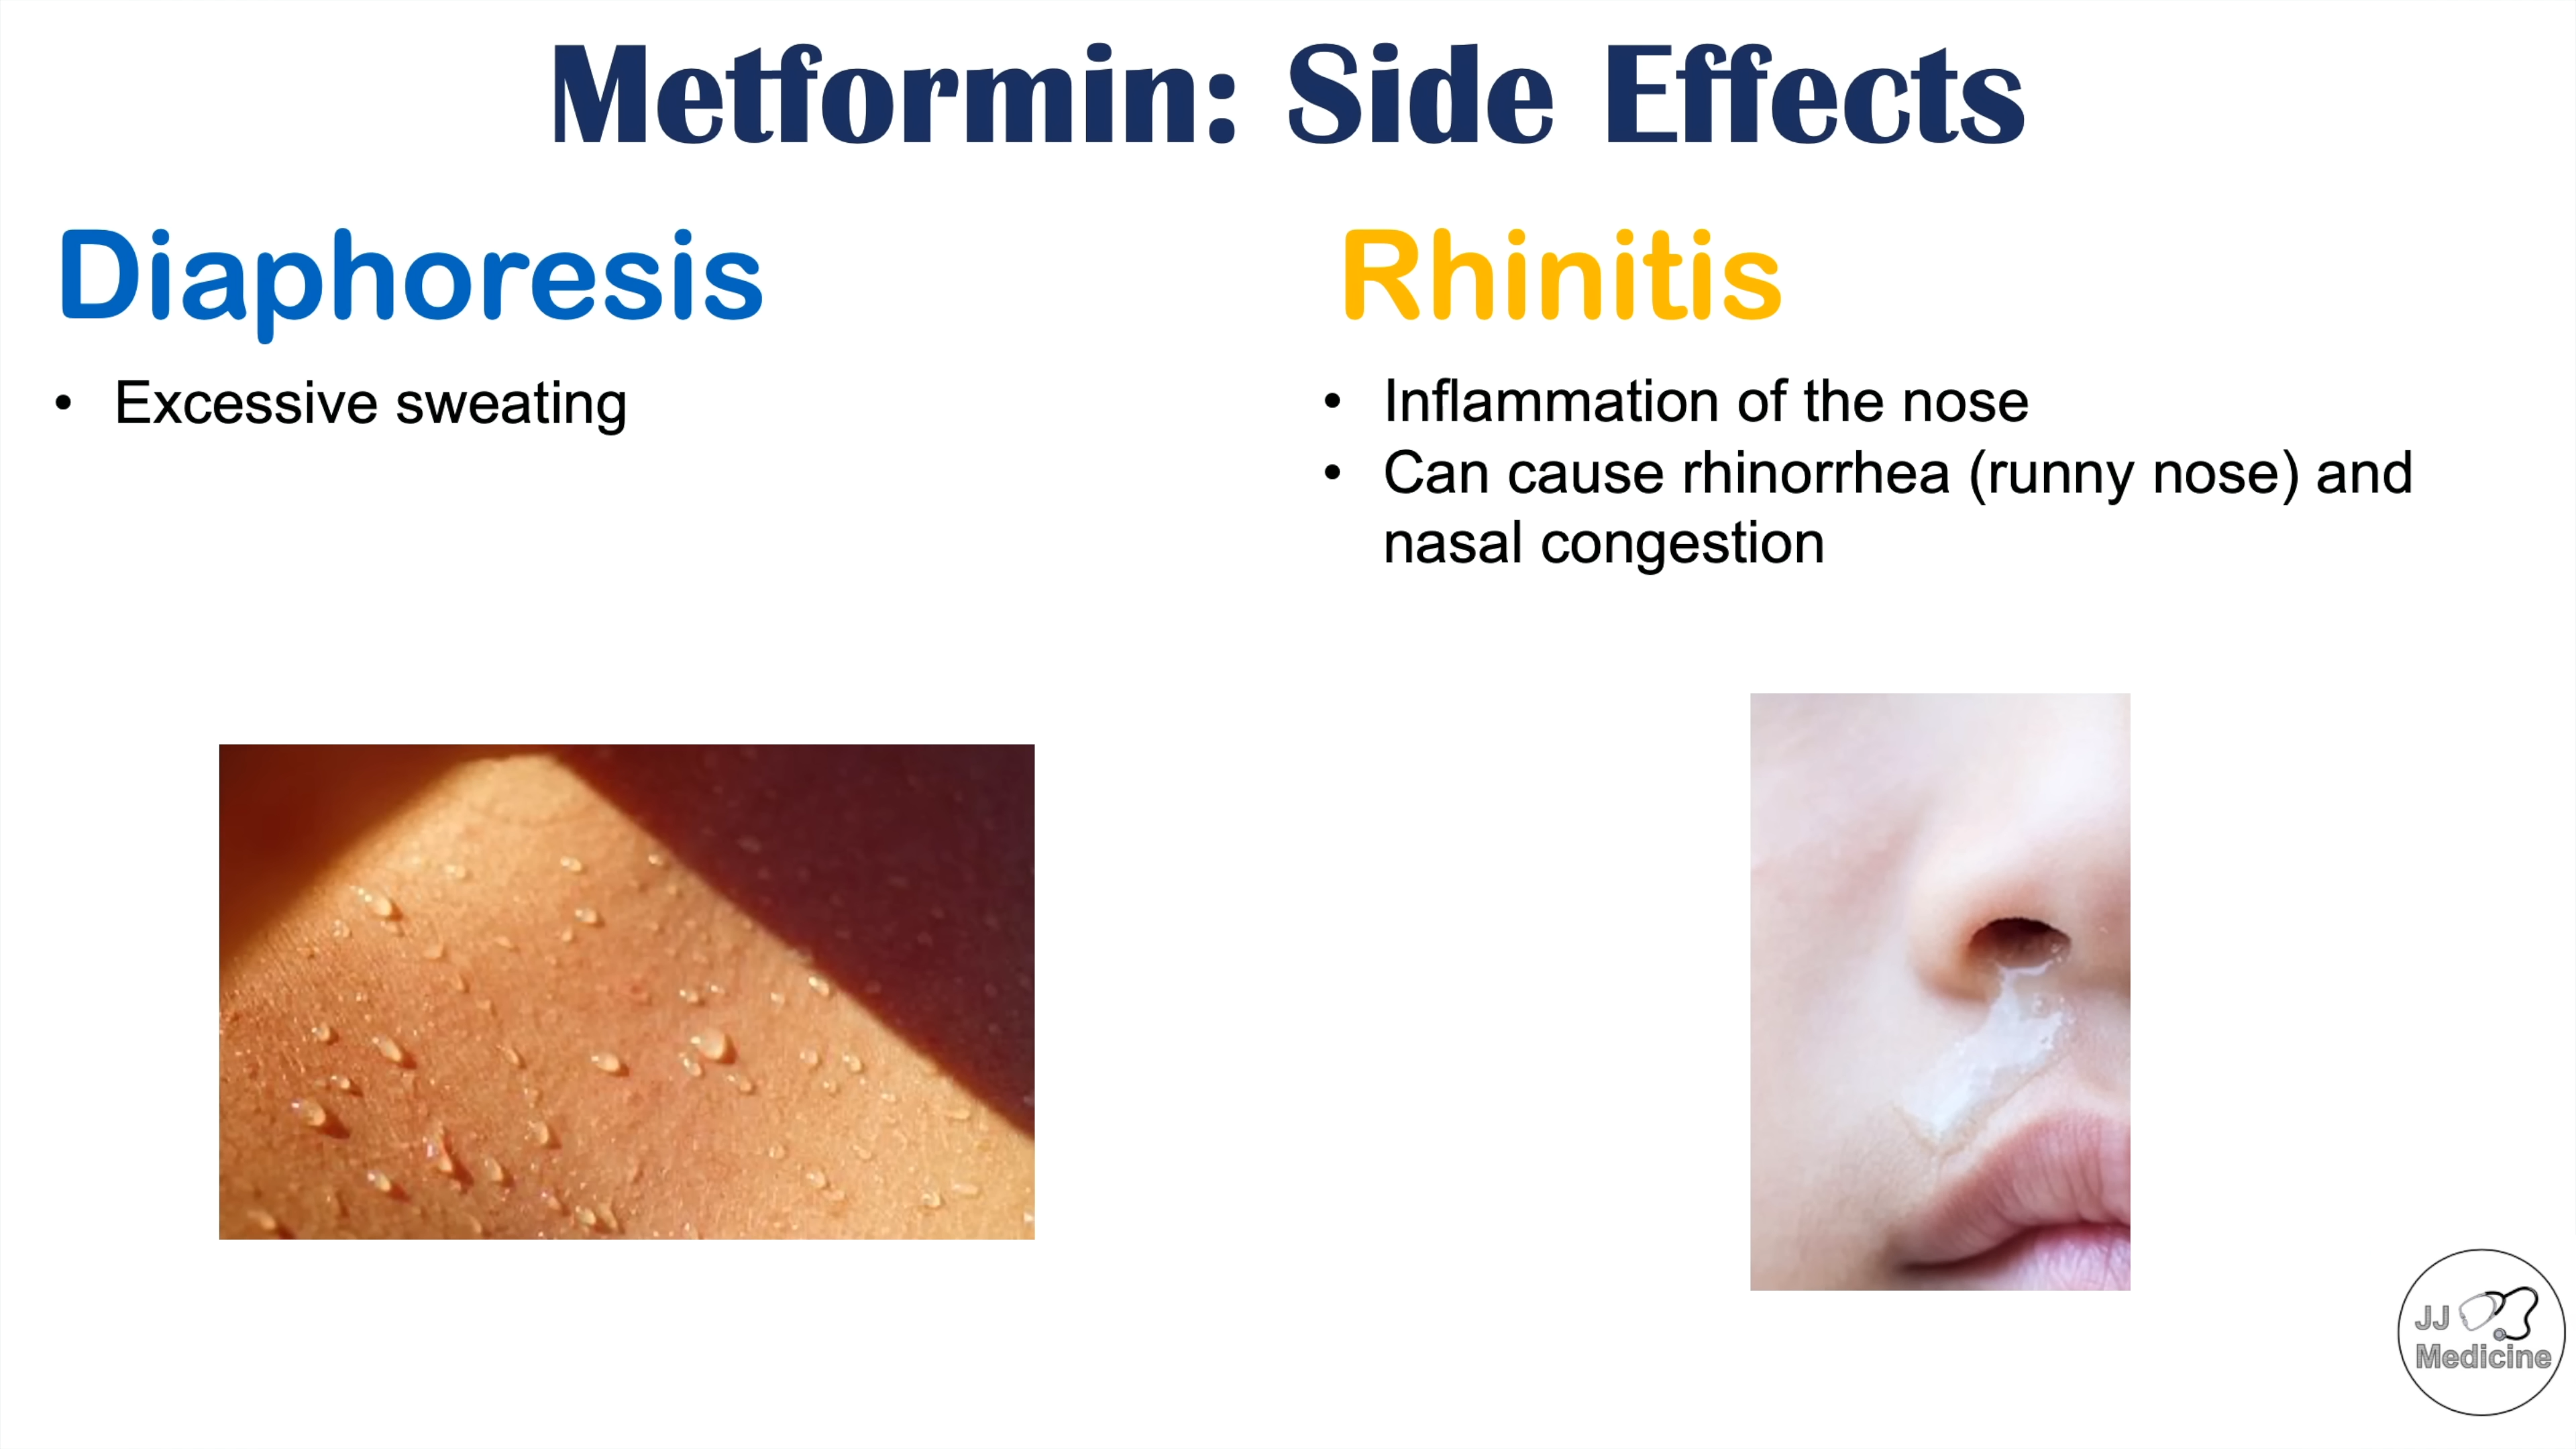 Metformin: Side Effects
Diaphoresis
• Excessive sweating
Rhinitis
• Inflammation of the nose
• Can cause rhinorrhea (runny nose) and
nasal congestion
JJ
Medicine